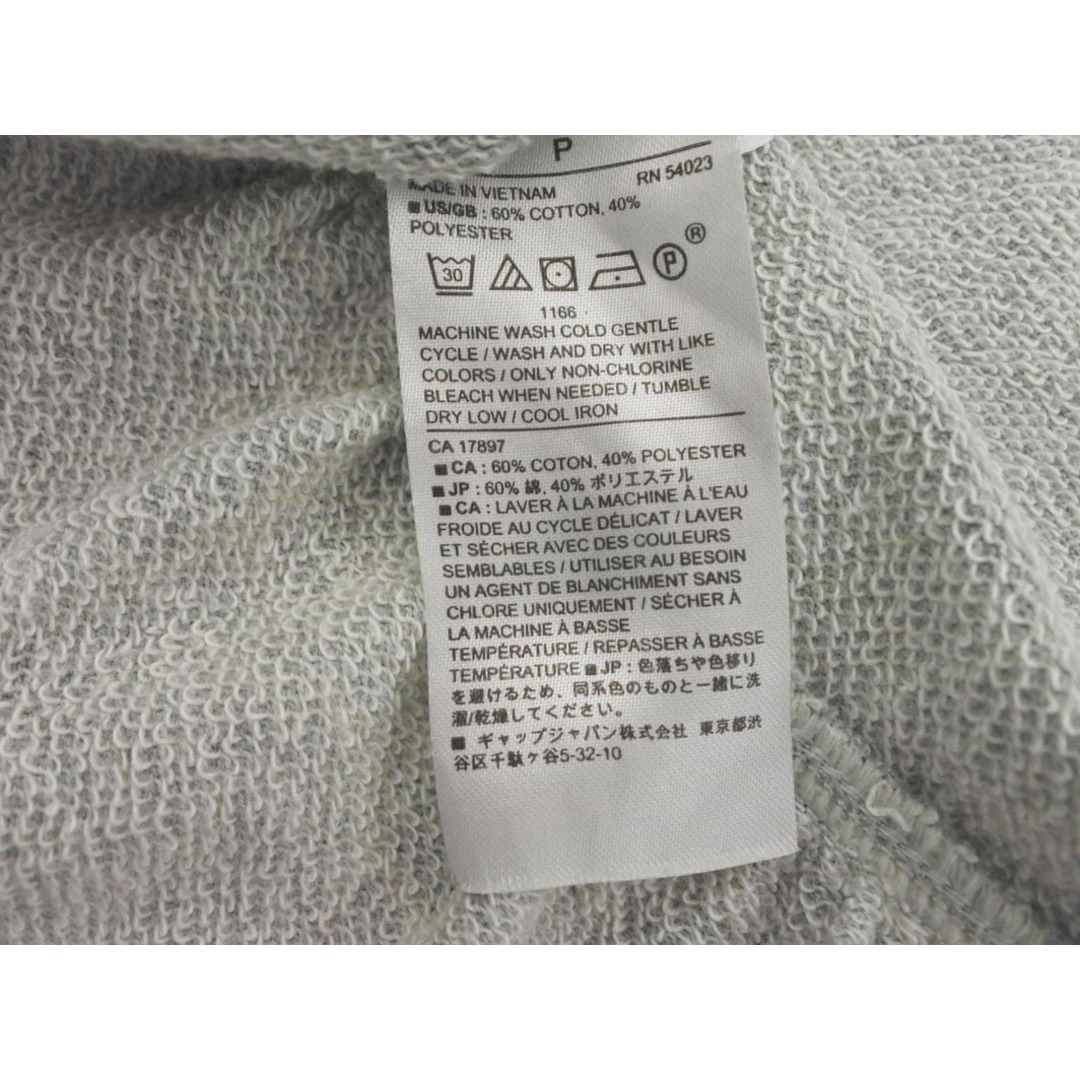 P
MADE IN VIETNAM RN 54023
■ US/GB : 60% COTTON, 40%
POLYESTER
30 P ®
1166
MACHINE WASH COLD GENTLE
CYCLE / WASH AND DRY WITH LIKE
COLORS / ONLY NON-CHLORINE
BLEACH WHEN NEEDED / TUMBLE
DRY LOW / COOL IRON
CA 17897
■ CA : 60% COTON, 40% POLYESTER
■ JP : 60% 綿, 40% ポリエステル
■ CA : LAVER À LA MACHINE À L'EAU
FROIDE AU CYCLE DÉLICAT / LAVER
ET SÉCHER AVEC DES COULEURS
SEMBLABLES / UTILISER AU BESOIN
UN AGENT DE BLANCHIMENT SANS
CHLORE UNIQUEMENT / SÉCHER À
LA MACHINE À BASSE
TEMPÉRATURE / REPASSER À BASSE
TEMPÉRATURE ■ JP : 色落ちや色移り
を避けるため、同系色のものと一緒に洗
濯/乾燥してください。
■ ギャップジャパン株式会社 東京都渋
谷区千駄ケ谷5-32-10